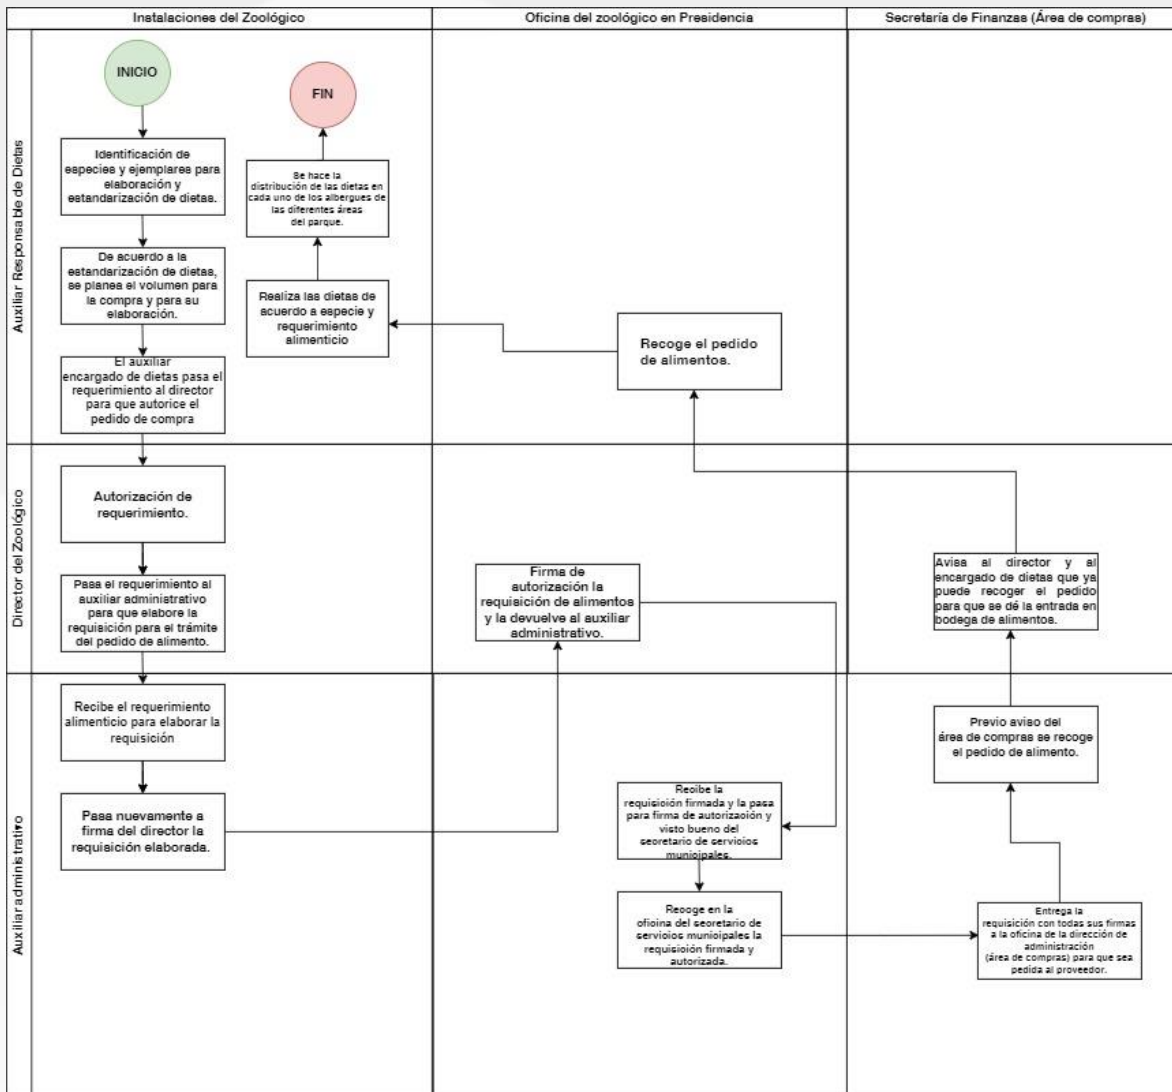 Instalaciones del Zoológico
Oficina del zoológico en Presidencia
Secretaría de Finanzas (Área de compras)
Auxiliar Responsable de Dietas
INICIO
Identificación de
especies y ejemplares para
elaboración y
estandarización de dietas.
De acuerdo a la
estandarización de dietas,
se planea el volumen para
la compra y para su
elaboración.
El auxiliar
encargado de dietas pasa el
requerimiento al director
para que autorice el
pedido de compra
FIN
Se hace la
distribución de las dietas en
cada uno de los albergues de
las diferentes áreas
del parque.
Realiza las dietas de
acuerdo a especie y
requerimiento
alimenticio
Recoge el pedido
de alimentos.
Director del Zoológico
Autorización de
requerimiento.
Pasa el requerimiento al
auxiliar administrativo
para que elabore la
requisición para el trámite
del pedido de alimento.
Firma de
autorización la
requisición de alimentos
y la devuelve al auxiliar
administrativo.
Avisa al director y al
encargado de dietas que ya
puede recoger el pedido
para que se dé la entrada en
bodega de alimentos.
Auxiliar administrativo
Recibe el requerimiento
alimenticio para elaborar la
requisición
Pasa nuevamente a
firma del director la
requisición elaborada.
Recibe la
requisición firmada y la pasa
para firma de autorización y
visto bueno del
secretario de servicios
municipales.
Recoge en la
oficina del secretario de
servicios municipales la
requisición firmada y
autorizada.
Previo aviso del
área de compras se recoge
el pedido de alimento.
Entrega la
requisición con todas sus firmas
a la oficina de la dirección de
administración
(área de compras) para que sea
pedida al proveedor.